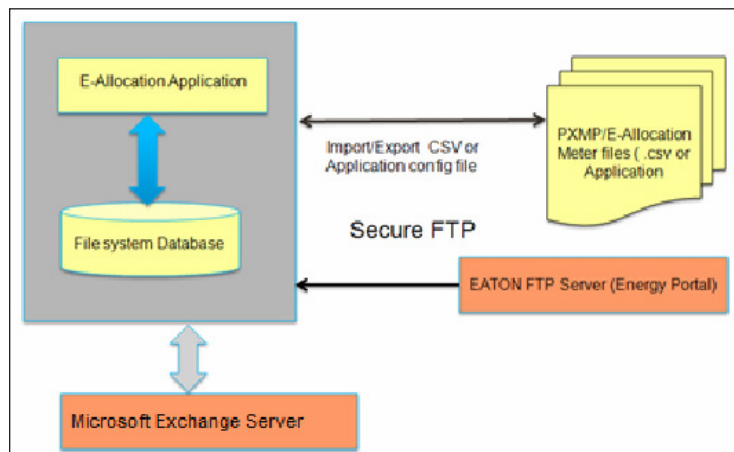 E-Allocation Application
File system Database
Import/Export CSV or
Application config file
PXMP/E-Allocation
Meter files ( .csv or
Application
Secure FTP
EATON FTP Server (Energy Portal)
Microsoft Exchange Server